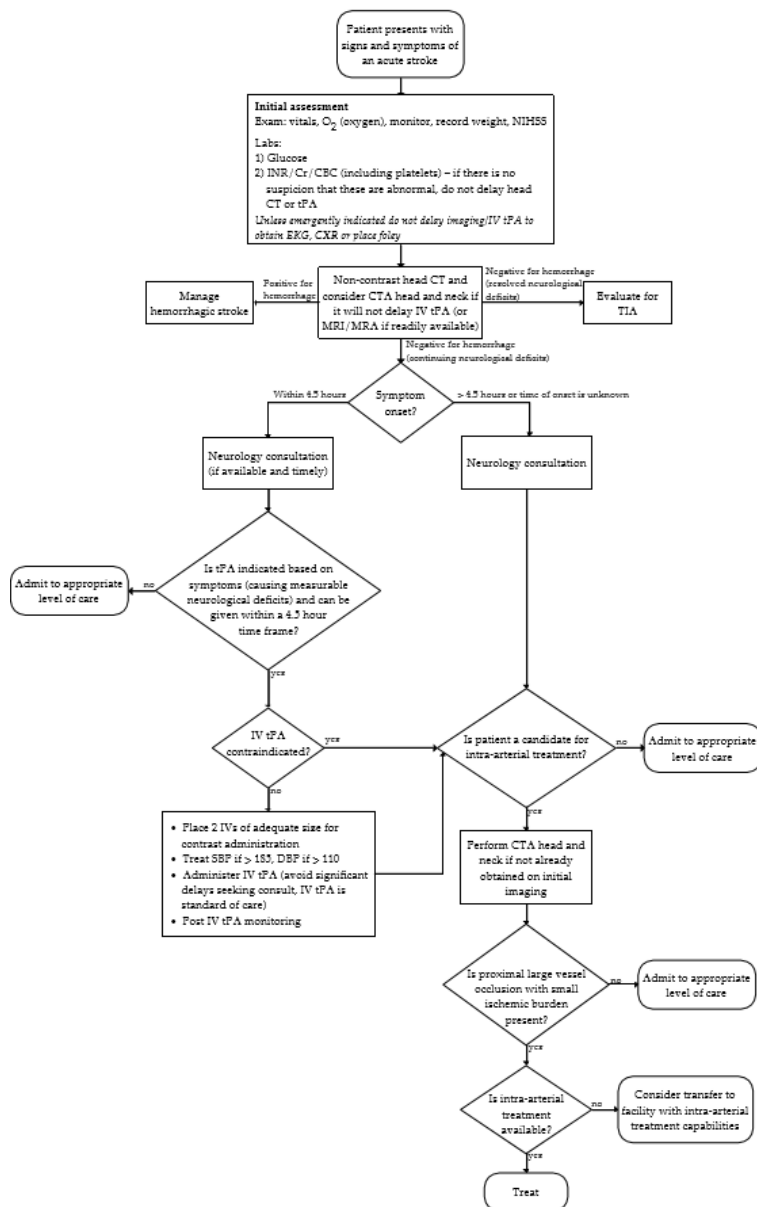 Patient presents with
signs and symptoms of
an acute stroke
Initial assessment
Exam: vitals, O2 (oxygen), monitor, record weight, NIHSS
Labs:
1) Glucose
2) INR/Cr/CBC (including platelets) – if there is no
suspicion that these are abnormal, do not delay head
CT or tPA
Unless emergently indicated do not delay imaging/IV tPA to
obtain EKG, CXR or place foley
Manage
hemorrhagic stroke
Positive for
hemorrhage
Non-contrast head CT and
consider CTA head and neck if
it will not delay IV tPA (or
MRI/MRA if readily available)
Negative for hemorrhage
(resolved neurological
deficits)
Evaluate for
TIA
Negative for hemorrhage
(continuing neurological deficits)
Within 4.5 hours
Symptom
onset?
> 4.5 hours or time of onset is unknown
Neurology consultation
(if available and timely)
Neurology consultation
Admit to appropriate
level of care
no
Is tPA indicated based on
symptoms (causing measurable
neurological deficits) and can be
given within a 4.5 hour
time frame?
yes
IV tPA
contraindicated?
yes
Is patient a candidate for
intra-arterial treatment?
no
Admit to appropriate
level of care
no
yes
• Place 2 IVs of adequate size for
contrast administration
• Treat SBP if > 185, DBP if > 110
• Administer IV tPA (avoid significant
delays seeking consult, IV tPA is
standard of care)
• Post IV tPA monitoring
Perform CTA head and
neck if not already
obtained on initial
imaging
Is proximal large vessel
occlusion with small
ischemic burden
present?
no
Admit to appropriate
level of care
yes
Is intra-arterial
treatment
available?
no
Consider transfer to
facility with intra-arterial
treatment capabilities
yes
Treat